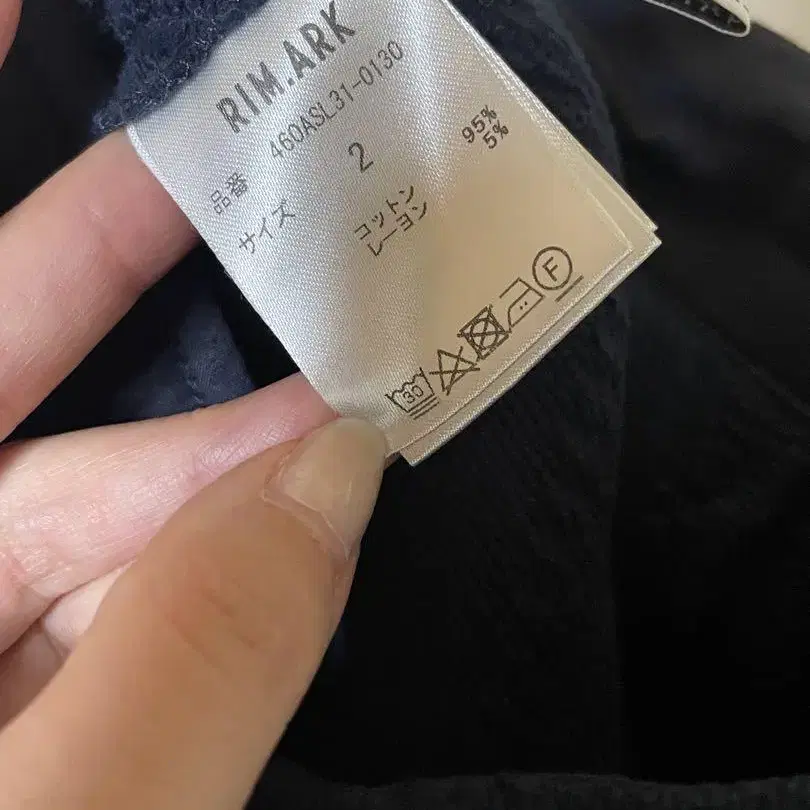 RIM.ARK
品番 460ASL31-0130
サイズ 2
コットン 95%
レーヨン 5%
30 F